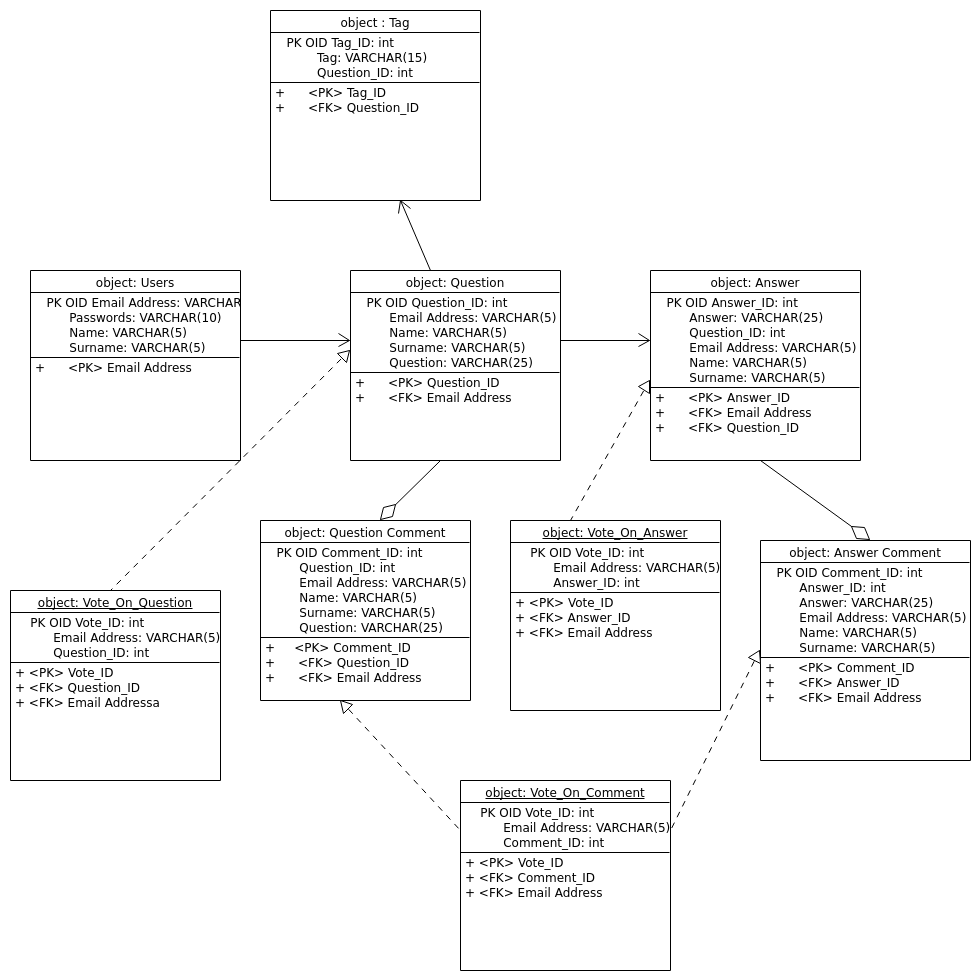 object : Tag
PK OID Tag_ID: int
Tag: VARCHAR(15)
Question_ID: int
+ <PK> Tag_ID
+ <FK> Question_ID
object: Users
PK OID Email Address: VARCHAR
Passwords: VARCHAR(10)
Name: VARCHAR(5)
Surname: VARCHAR(5)
+ <PK> Email Address
object: Question
PK OID Question_ID: int
Email Address: VARCHAR(5)
Name: VARCHAR(5)
Surname: VARCHAR(5)
Question: VARCHAR(25)
+ <PK> Question_ID
+ <FK> Email Address
object: Answer
PK OID Answer_ID: int
Answer: VARCHAR(25)
Question_ID: int
Email Address: VARCHAR(5)
Name: VARCHAR(5)
Surname: VARCHAR(5)
+ <PK> Answer_ID
+ <FK> Email Address
+ <FK> Question_ID
object: Vote_On_Question
PK OID Vote_ID: int
Email Address: VARCHAR(5)
Question_ID: int
+ <PK> Vote_ID
+ <FK> Question_ID
+ <FK> Email Addressa
object: Question Comment
PK OID Comment_ID: int
Question_ID: int
Email Address: VARCHAR(5)
Name: VARCHAR(5)
Surname: VARCHAR(5)
Question: VARCHAR(25)
+ <PK> Comment_ID
+ <FK> Question_ID
+ <FK> Email Address
object: Vote_On_Answer
PK OID Vote_ID: int
Email Address: VARCHAR(5)
Answer_ID: int
+ <PK> Vote_ID
+ <FK> Answer_ID
+ <FK> Email Address
object: Answer Comment
PK OID Comment_ID: int
Answer_ID: int
Answer: VARCHAR(25)
Email Address: VARCHAR(5)
Name: VARCHAR(5)
Surname: VARCHAR(5)
+ <PK> Comment_ID
+ <FK> Answer_ID
+ <FK> Email Address
object: Vote_On_Comment
PK OID Vote_ID: int
Email Address: VARCHAR(5)
Comment_ID: int
+ <PK> Vote_ID
+ <FK> Comment_ID
+ <FK> Email Address